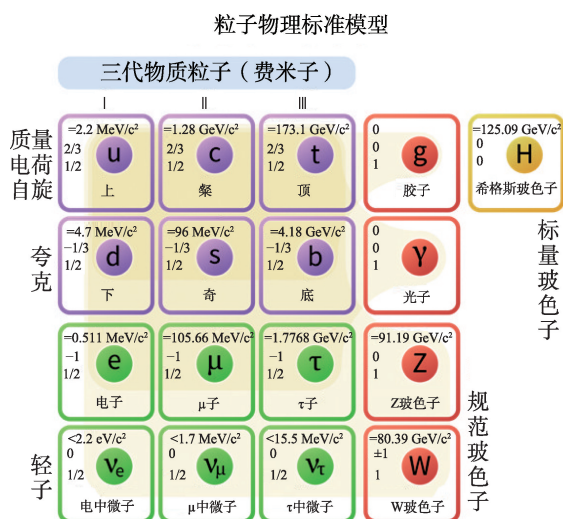 粒子物理标准模型
三代物质粒子（费米子）
Ⅰ Ⅱ Ⅲ
质量
电荷
自旋
=2.2 MeV/c²
2/3
1/2
u
上
=1.28 GeV/c²
2/3
1/2
c
粲
=173.1 GeV/c²
2/3
1/2
t
顶
0
0
1
g
胶子
=125.09 GeV/c²
0
0
H
希格斯玻色子
标量玻色子
夸克
=4.7 MeV/c²
−1/3
1/2
d
下
=96 MeV/c²
−1/3
1/2
s
奇
=4.18 GeV/c²
−1/3
1/2
b
底
0
0
1
γ
光子
=0.511 MeV/c²
−1
1/2
e
电子
=105.66 MeV/c²
−1
1/2
μ
μ子
=1.7768 GeV/c²
−1
1/2
τ
τ子
=91.19 GeV/c²
0
1
Z
Z玻色子
规范玻色子
轻子
<2.2 eV/c²
0
1/2
νe
电中微子
<1.7 MeV/c²
0
1/2
νμ
μ中微子
<15.5 MeV/c²
0
1/2
ντ
τ中微子
=80.39 GeV/c²
±1
1
W
W玻色子